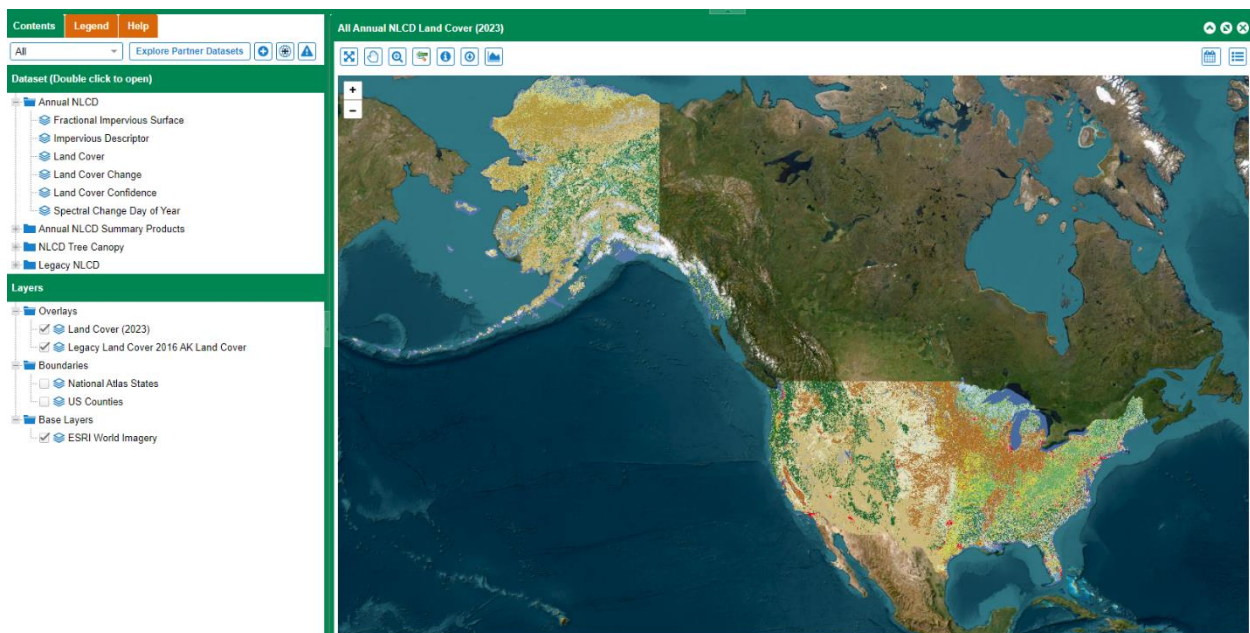 Contents Legend Help
All Explore Partner Datasets
Dataset (Double click to open)
Annual NLCD
Fractional Impervious Surface
Impervious Descriptor
Land Cover
Land Cover Change
Land Cover Confidence
Spectral Change Day of Year
Annual NLCD Summary Products
NLCD Tree Canopy
Legacy NLCD
Layers
Overlays
Land Cover (2023)
Legacy Land Cover 2016 AK Land Cover
Boundaries
National Atlas States
US Counties
Base Layers
ESRI World Imagery
All Annual NLCD Land Cover (2023)
+
−